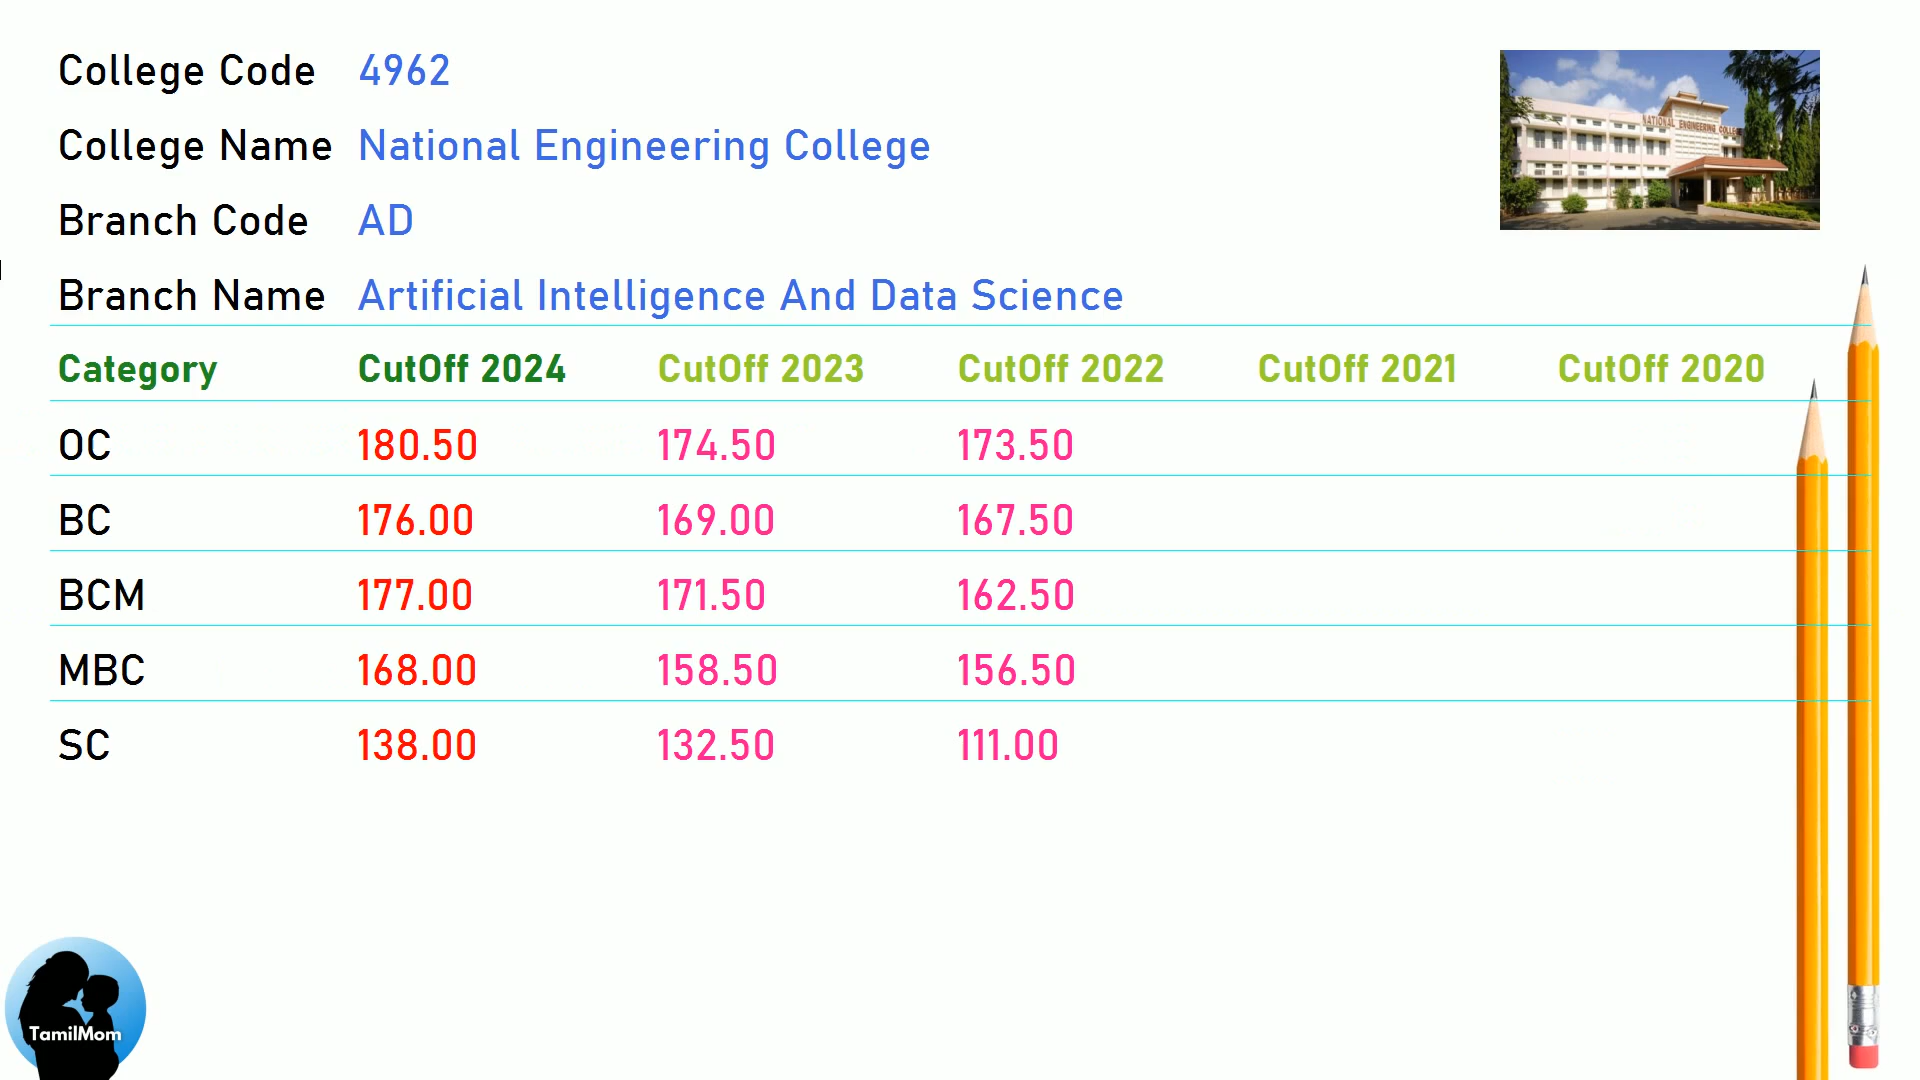 College Code 4962
College Name National Engineering College
NATIONAL ENGINEERING COLLEGE
Branch Code AD
Branch Name Artificial Intelligence And Data Science
Category CutOff 2024 CutOff 2023 CutOff 2022 CutOff 2021 CutOff 2020
OC 180.50 174.50 173.50
BC 176.00 169.00 167.50
BCM 177.00 171.50 162.50
MBC 168.00 158.50 156.50
SC 138.00 132.50 111.00
TamilMom